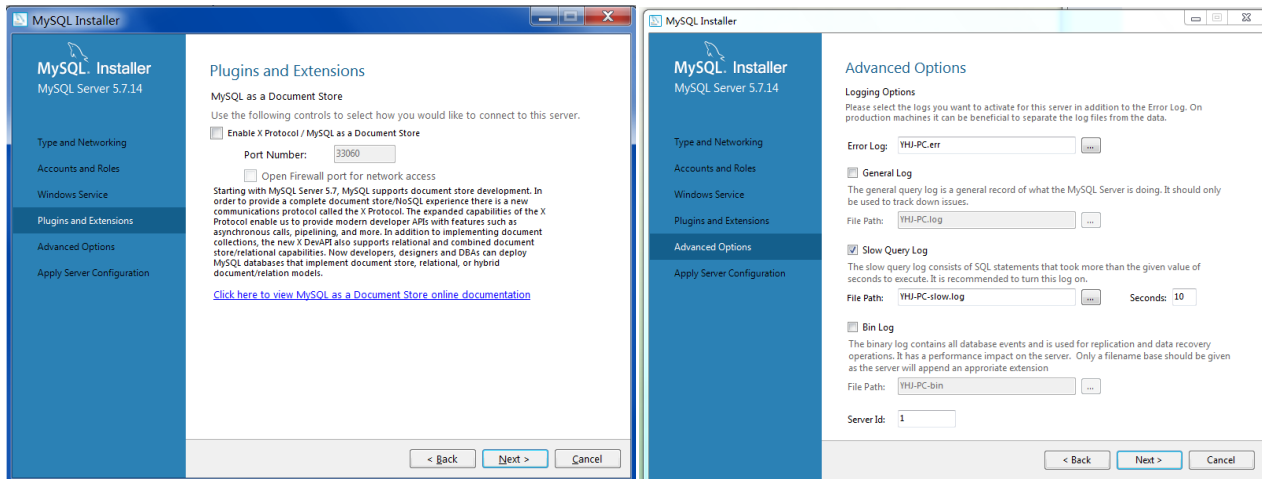 MySQL Installer
MySQL. Installer
MySQL Server 5.7.14
Type and Networking
Accounts and Roles
Windows Service
Plugins and Extensions
Advanced Options
Apply Server Configuration
Plugins and Extensions
MySQL as a Document Store
Use the following controls to select how you would like to connect to this server.
Enable X Protocol / MySQL as a Document Store
Port Number: 33060
Open Firewall port for network access
Starting with MySQL Server 5.7, MySQL supports document store development. In
order to provide a complete document store/NoSQL experience there is a new
communications protocol called the X Protocol. The expanded capabilities of the X
Protocol enable us to provide modern developer APIs with features such as
asynchronous calls, pipelining, and more. In addition to implementing document
collections, the new X DevAPI also supports relational and combined document
store/relational capabilities. Now developers, designers and DBAs can deploy
MySQL databases that implement document store, relational, or hybrid
document/relation models.
Click here to view MySQL as a Document Store online documentation
< Back Next > Cancel
MySQL Installer
MySQL. Installer
MySQL Server 5.7.14
Type and Networking
Accounts and Roles
Windows Service
Plugins and Extensions
Advanced Options
Apply Server Configuration
Advanced Options
Logging Options
Please select the logs you want to activate for this server in addition to the Error Log. On
production machines it can be beneficial to separate the log files from the data.
Error Log: YHJ-PC.err ...
General Log
The general query log is a general record of what the MySQL Server is doing. It should only
be used to track down issues.
File Path: YHJ-PC.log ...
Slow Query Log
The slow query log consists of SQL statements that took more than the given value of
seconds to execute. It is recommended to turn this log on.
File Path: YHJ-PC-slow.log ... Seconds: 10
Bin Log
The binary log contains all database events and is used for replication and data recovery
operations. It has a performance impact on the server. Only a filename base should be given
as the server will append an approriate extension
File Path: YHJ-PC-bin ...
Server Id: 1
< Back Next > Cancel